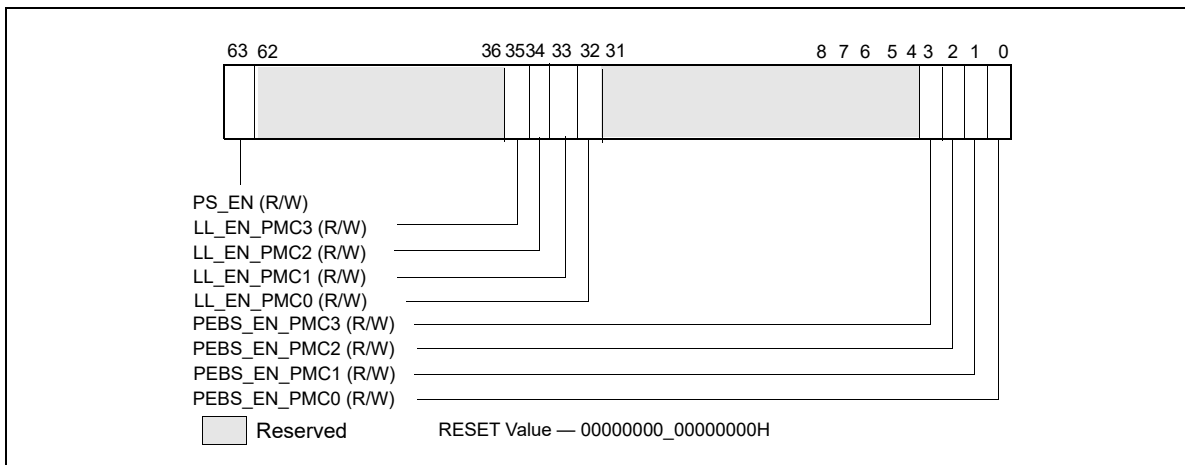 63 62 36 35 34 33 32 31 8 7 6 5 4 3 2 1 0
PS_EN (R/W)
LL_EN_PMC3 (R/W)
LL_EN_PMC2 (R/W)
LL_EN_PMC1 (R/W)
LL_EN_PMC0 (R/W)
PEBS_EN_PMC3 (R/W)
PEBS_EN_PMC2 (R/W)
PEBS_EN_PMC1 (R/W)
PEBS_EN_PMC0 (R/W)
Reserved RESET Value — 00000000_00000000H